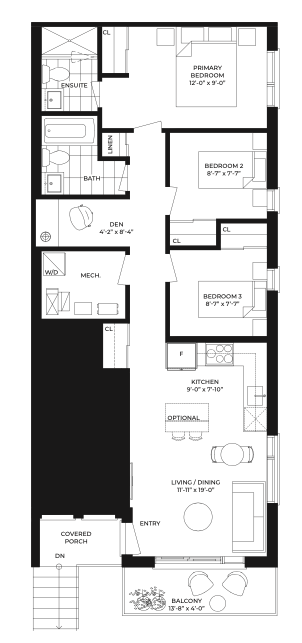 CL
PRIMARY
BEDROOM
12'-0" x 9'-0"
ENSUITE
LINEN
BATH
BEDROOM 2
8'-7" x 7'-7"
DEN
4'-2" x 8'-4"
CL
CL
W/D
MECH.
BEDROOM 3
8'-7" x 7'-7"
CL
F
KITCHEN
9'-0" x 7'-10"
OPTIONAL
LIVING / DINING
11'-11" x 19'-0"
ENTRY
COVERED
PORCH
DN
BALCONY
13'-8" x 4'-0"